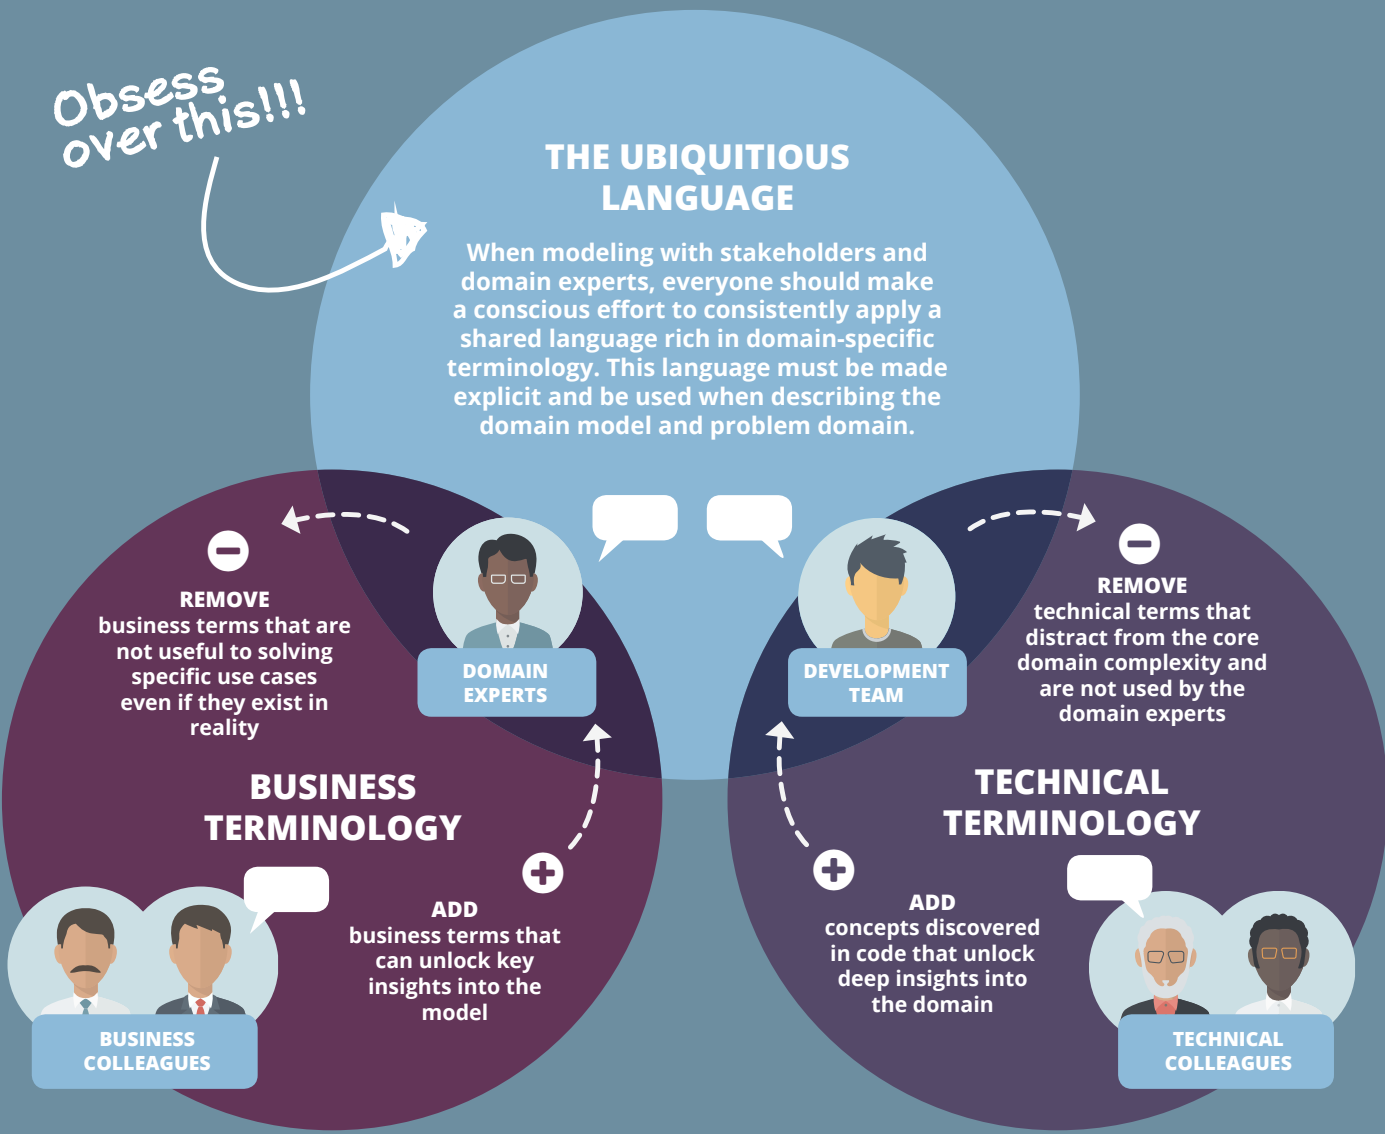 Obsess
over this!!!
THE UBIQUITIOUS
LANGUAGE
When modeling with stakeholders and
domain experts, everyone should make
a conscious effort to consistently apply a
shared language rich in domain-specific
terminology. This language must be made
explicit and be used when describing the
domain model and problem domain.
REMOVE
business terms that are
not useful to solving
specific use cases
even if they exist in
reality
DOMAIN
EXPERTS
DEVELOPMENT
TEAM
REMOVE
technical terms that
distract from the core
domain complexity and
are not used by the
domain experts
BUSINESS
TERMINOLOGY
TECHNICAL
TERMINOLOGY
ADD
business terms that
can unlock key
insights into the
model
ADD
concepts discovered
in code that unlock
deep insights into
the domain
BUSINESS
COLLEAGUES
TECHNICAL
COLLEAGUES